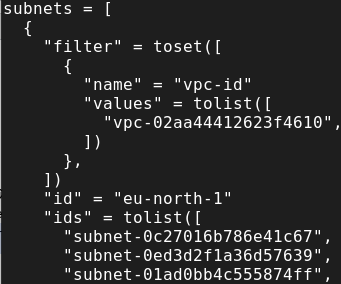 subnets = [
  {
    "filter" = toset([
      {
        "name" = "vpc-id"
        "values" = tolist([
          "vpc-02aa44412623f4610",
        ])
      },
    ])
    "id" = "eu-north-1"
    "ids" = tolist([
      "subnet-0c27016b786e41c67",
      "subnet-0ed3d2f1a36d57639",
      "subnet-01ad0bb4c555874ff",